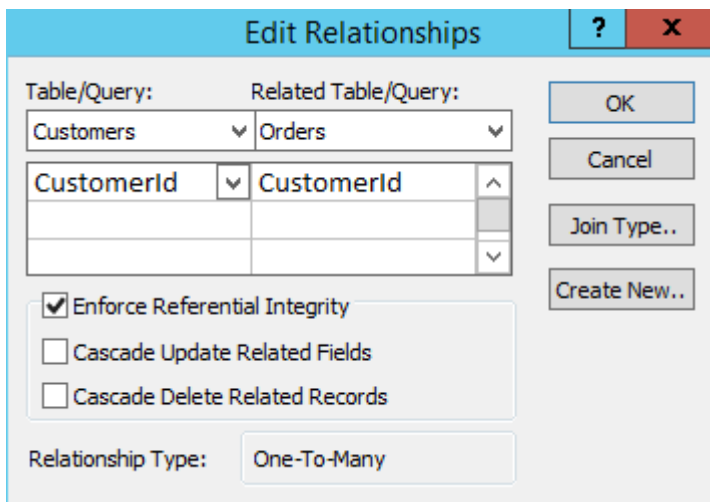 Edit Relationships
?
x
Table/Query:
Related Table/Query:
Customers
Orders
CustomerId
CustomerId
Enforce Referential Integrity
Cascade Update Related Fields
Cascade Delete Related Records
Relationship Type:
One-To-Many
OK
Cancel
Join Type..
Create New..